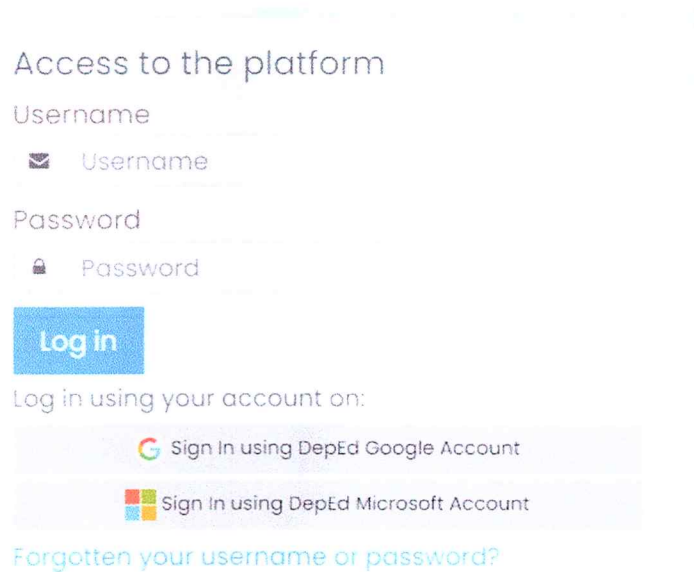 Access to the platform
Username
Username
Password
Password
Log in
Log in using your account on:
Sign In using DepEd Google Account
Sign In using DepEd Microsoft Account
Forgotten your username or password?